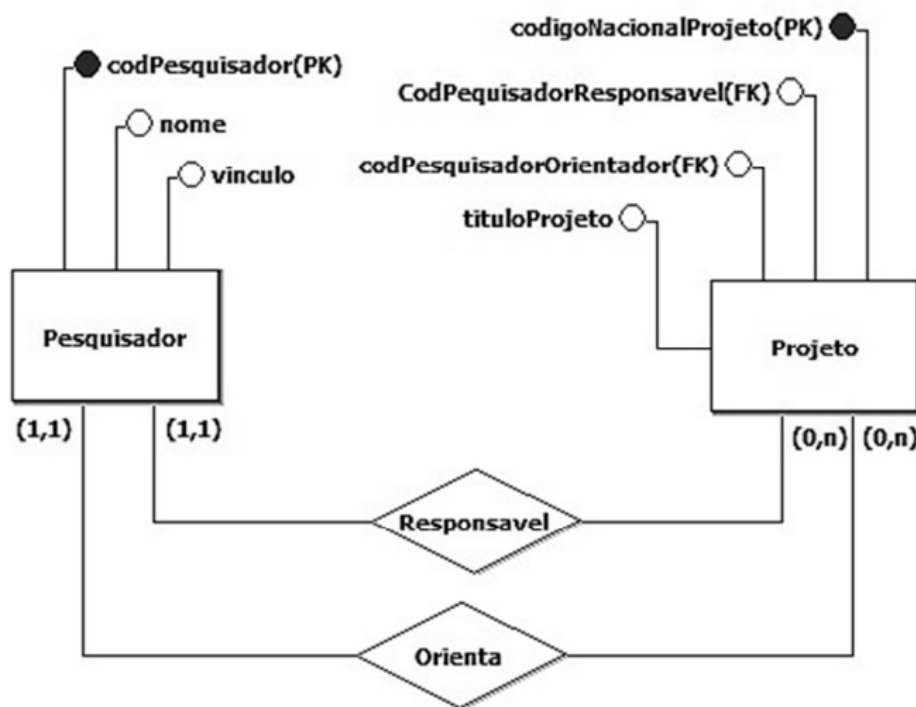 codigoNacionalProjeto(PK)
codPesquisador(PK)
CodPequisadorResponsavel(FK)
nome
codPesquisadorOrientador(FK)
vinculo
tituloProjeto
Pesquisador
Projeto
(1,1) (1,1) (0,n) (0,n)
Responsavel
Orienta